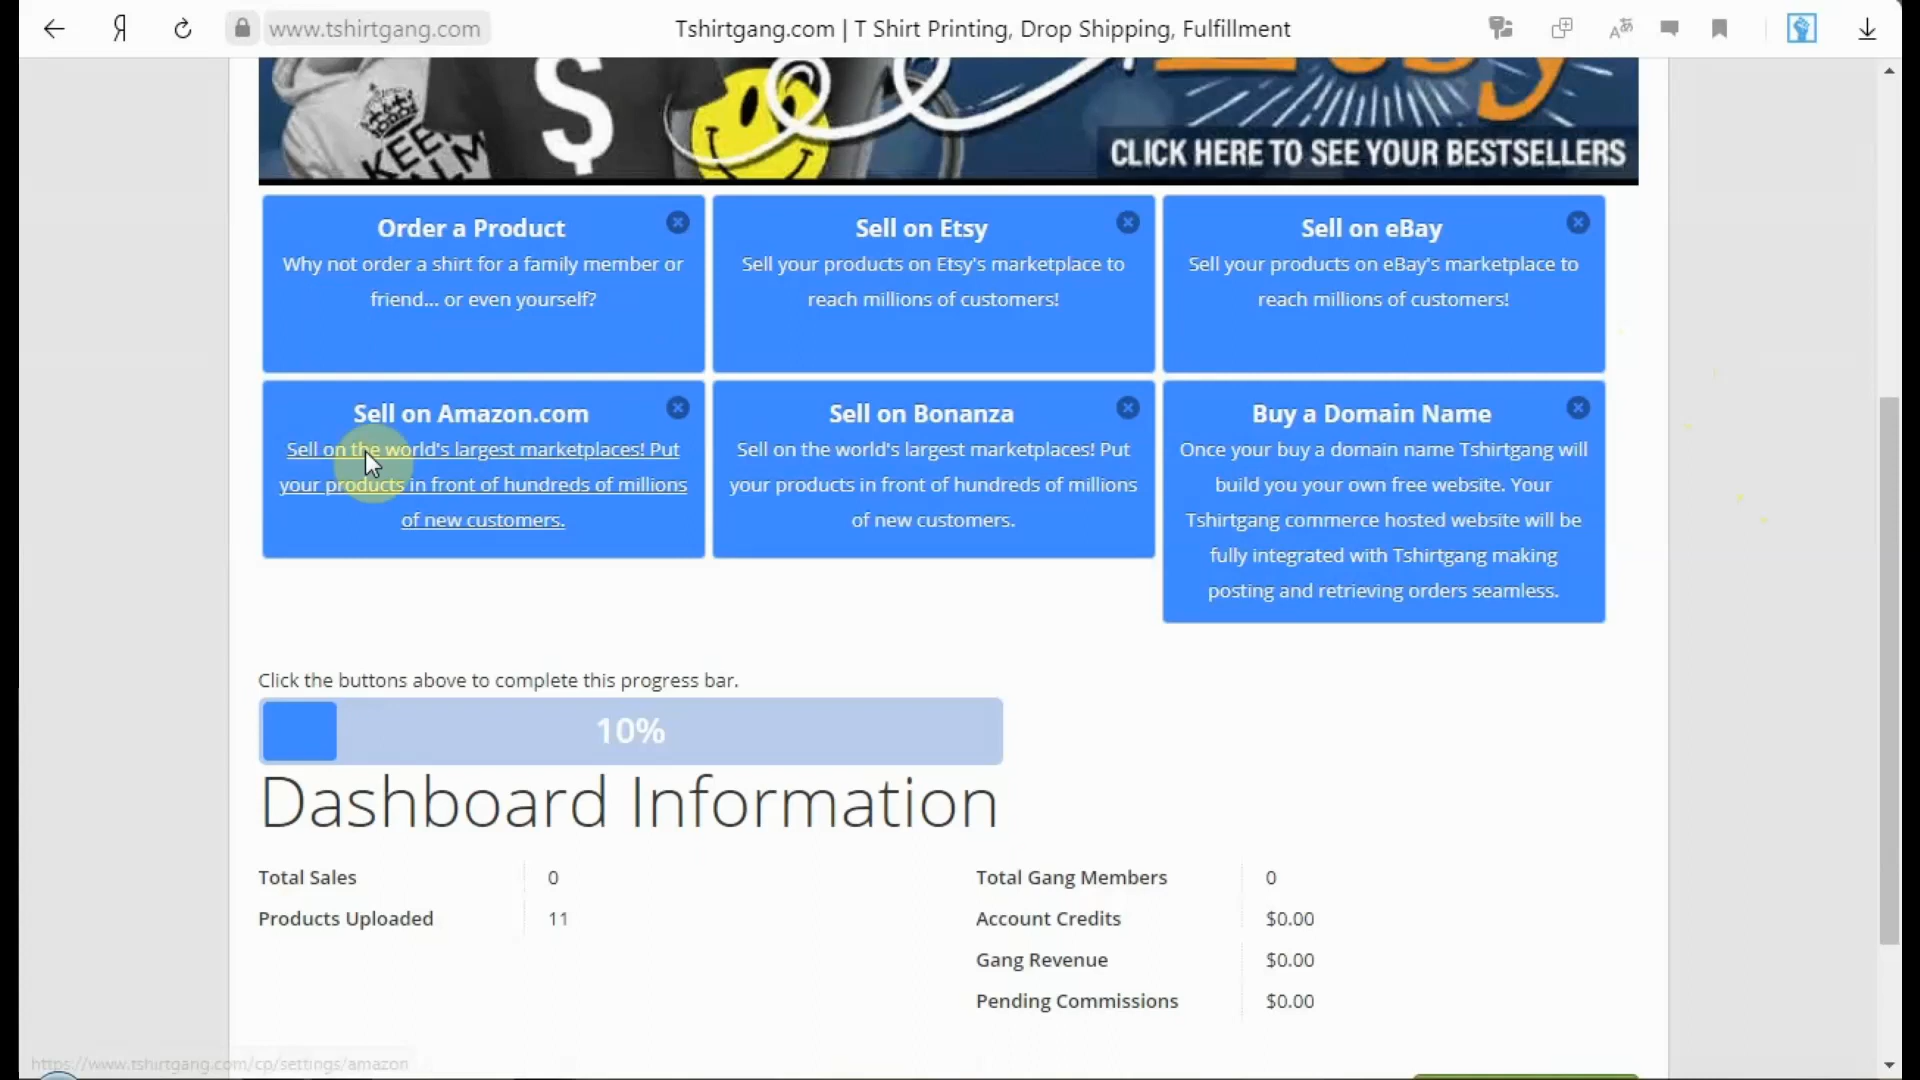 www.tshirtgang.com
Tshirtgang.com | T Shirt Printing, Drop Shipping, Fulfillment
$
KEEP
CALM
Etsy
CLICK HERE TO SEE YOUR BESTSELLERS
Order a Product
Why not order a shirt for a family member or
friend... or even yourself?
Sell on Etsy
Sell your products on Etsy's marketplace to
reach millions of customers!
Sell on eBay
Sell your products on eBay's marketplace to
reach millions of customers!
Sell on Amazon.com
Sell on the world's largest marketplaces! Put
your products in front of hundreds of millions
of new customers.
Sell on Bonanza
Sell on the world's largest marketplaces! Put
your products in front of hundreds of millions
of new customers.
Buy a Domain Name
Once your buy a domain name Tshirtgang will
build you your own free website. Your
Tshirtgang commerce hosted website will be
fully integrated with Tshirtgang making
posting and retrieving orders seamless.
Click the buttons above to complete this progress bar.
10%
Dashboard Information
Total Sales 0
Products Uploaded 11
Total Gang Members 0
Account Credits $0.00
Gang Revenue $0.00
Pending Commissions $0.00
https://www.tshirtgang.com/cp/settings/amazon